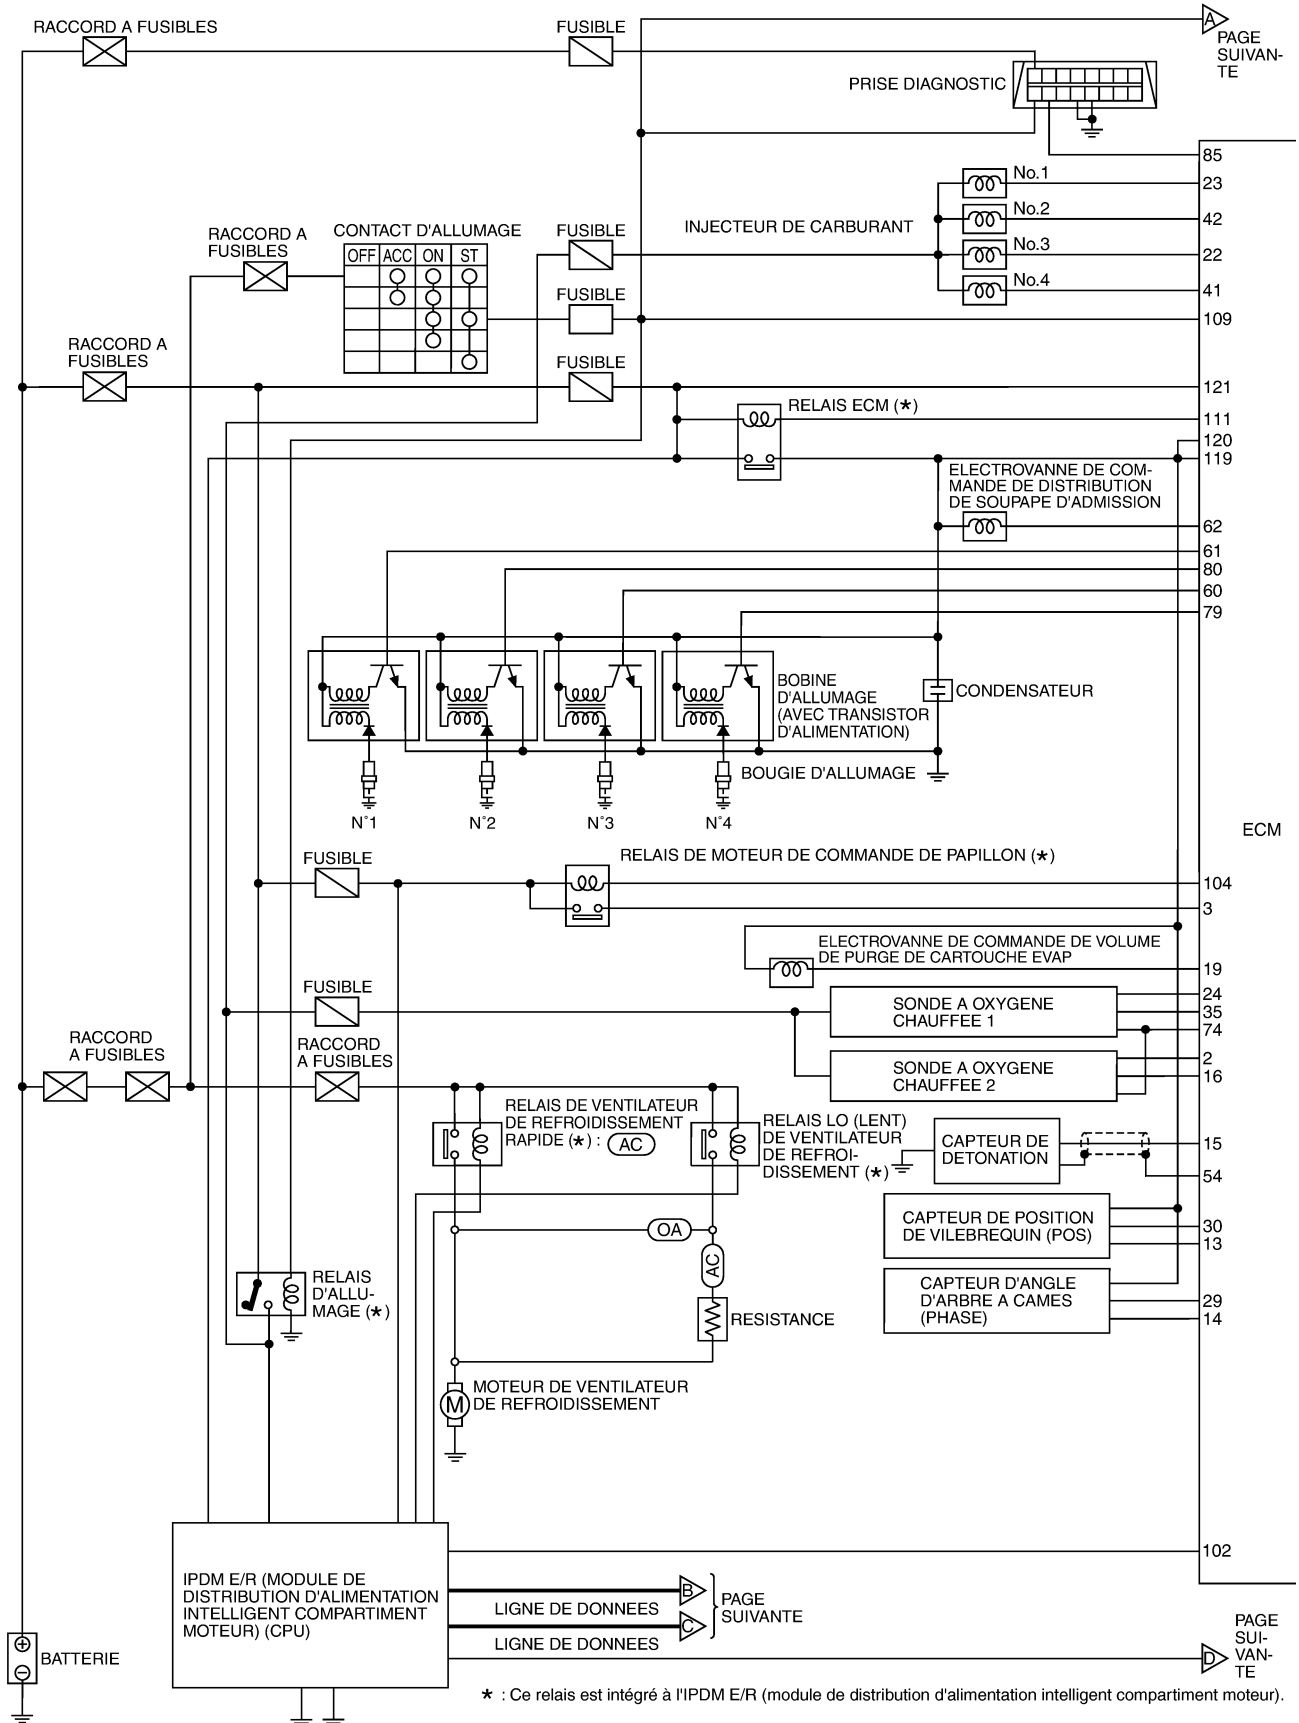 RACCORD A FUSIBLES
FUSIBLE
A
PAGE
SUIVAN-
TE
PRISE DIAGNOSTIC
85
No.1
23
No.2
42
INJECTEUR DE CARBURANT
No.3
22
No.4
41
RACCORD A
FUSIBLES
CONTACT D'ALLUMAGE
OFF ACC ON ST
FUSIBLE
FUSIBLE
109
RACCORD A
FUSIBLES
FUSIBLE
121
RELAIS ECM (*)
111
120
119
ELECTROVANNE DE COM-
MANDE DE DISTRIBUTION
DE SOUPAPE D'ADMISSION
62
61
80
60
79
BOBINE
D'ALLUMAGE
(AVEC TRANSISTOR
D'ALIMENTATION)
CONDENSATEUR
BOUGIE D'ALLUMAGE
N°1
N°2
N°3
N°4
ECM
FUSIBLE
RELAIS DE MOTEUR DE COMMANDE DE PAPILLON (*)
104
3
ELECTROVANNE DE COMMANDE DE VOLUME
DE PURGE DE CARTOUCHE EVAP
19
FUSIBLE
SONDE A OXYGENE
CHAUFFEE 1
24
35
74
SONDE A OXYGENE
CHAUFFEE 2
2
16
RACCORD
A FUSIBLES
RACCORD
A FUSIBLES
RELAIS DE VENTILATEUR
DE REFROIDISSEMENT
RAPIDE (*) : AC
RELAIS LO (LENT)
DE VENTILATEUR
DE REFROI-
DISSEMENT (*)
CAPTEUR DE
DETONATION
15
54
OA
AC
CAPTEUR DE POSITION
DE VILEBREQUIN (POS)
30
13
RELAIS
D'ALLU-
MAGE (*)
RESISTANCE
CAPTEUR D'ANGLE
D'ARBRE A CAMES
(PHASE)
29
14
M
MOTEUR DE VENTILATEUR
DE REFROIDISSEMENT
102
IPDM E/R (MODULE DE
DISTRIBUTION D'ALIMENTATION
INTELLIGENT COMPARTIMENT
MOTEUR) (CPU)
B
LIGNE DE DONNEES
C
LIGNE DE DONNEES
PAGE
SUIVANTE
D
PAGE
SUI-
VAN-
TE
+
−
BATTERIE
* : Ce relais est intégré à l'IPDM E/R (module de distribution d'alimentation intelligent compartiment moteur).